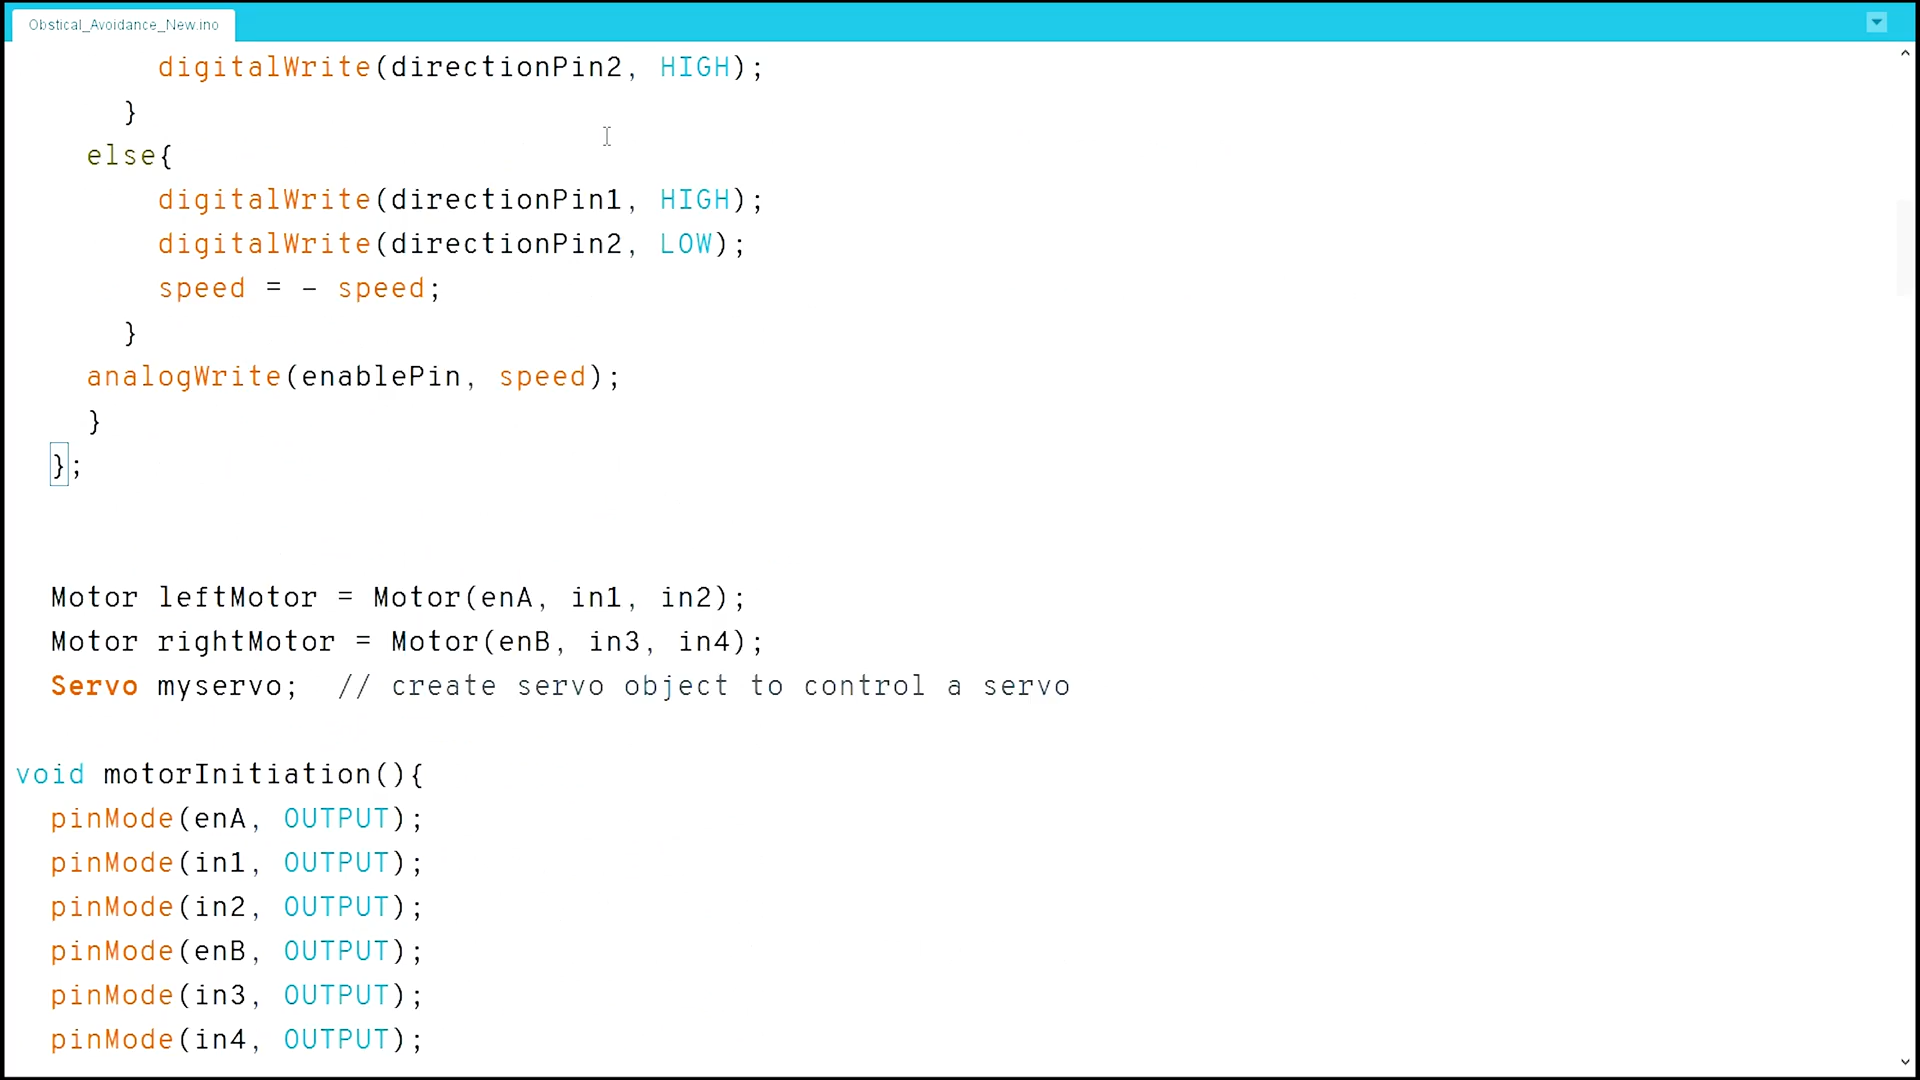 Obstical_Avoidance_New.ino
digitalWrite(directionPin2, HIGH);
}
else{
digitalWrite(directionPin1, HIGH);
digitalWrite(directionPin2, LOW);
speed = - speed;
}
analogWrite(enablePin, speed);
}
};
Motor leftMotor = Motor(enA, in1, in2);
Motor rightMotor = Motor(enB, in3, in4);
Servo myservo; // create servo object to control a servo
void motorInitiation(){
pinMode(enA, OUTPUT);
pinMode(in1, OUTPUT);
pinMode(in2, OUTPUT);
pinMode(enB, OUTPUT);
pinMode(in3, OUTPUT);
pinMode(in4, OUTPUT);